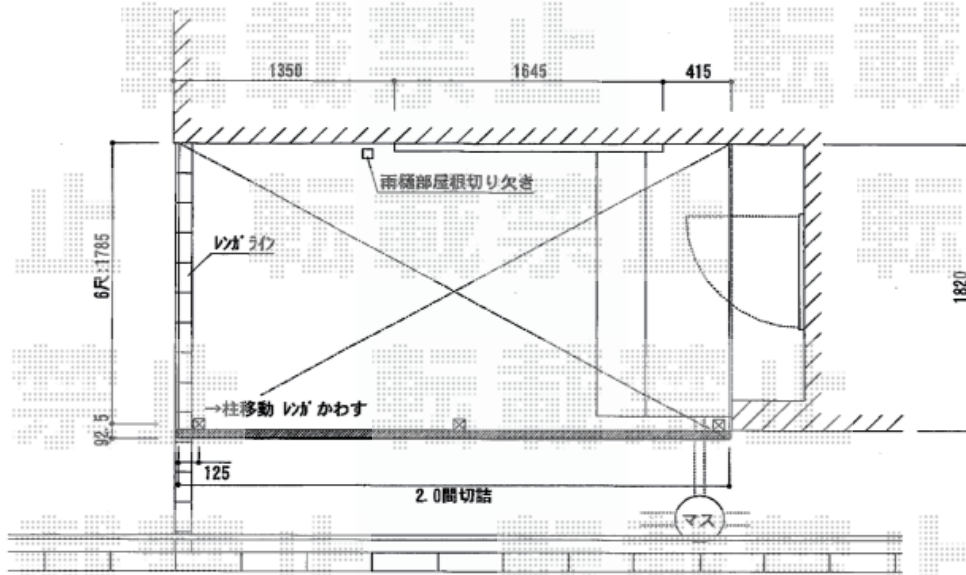 1350
1645
415
雨樋部屋根切り欠き
レンガライン
6尺:1785
1820
→柱移動 レンガかわす
92.5
125
2.0間切詰
マス